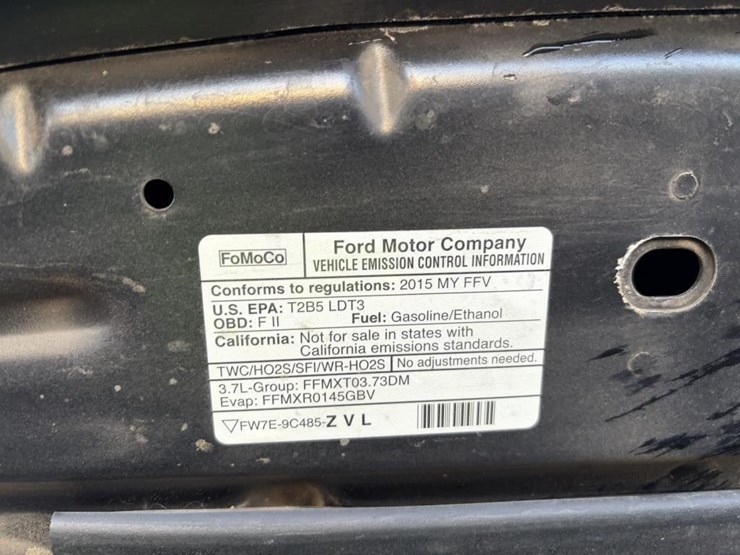 FoMoCo
Ford Motor Company
VEHICLE EMISSION CONTROL INFORMATION
Conforms to regulations: 2015 MY FFV
U.S. EPA: T2B5 LDT3
OBD: F II Fuel: Gasoline/Ethanol
California: Not for sale in states with
California emissions standards.
TWC/HO2S/SFI/WR-HO2S No adjustments needed.
3.7L-Group: FFMXT03.73DM
Evap: FFMXR0145GBV
FW7E-9C485-Z V L